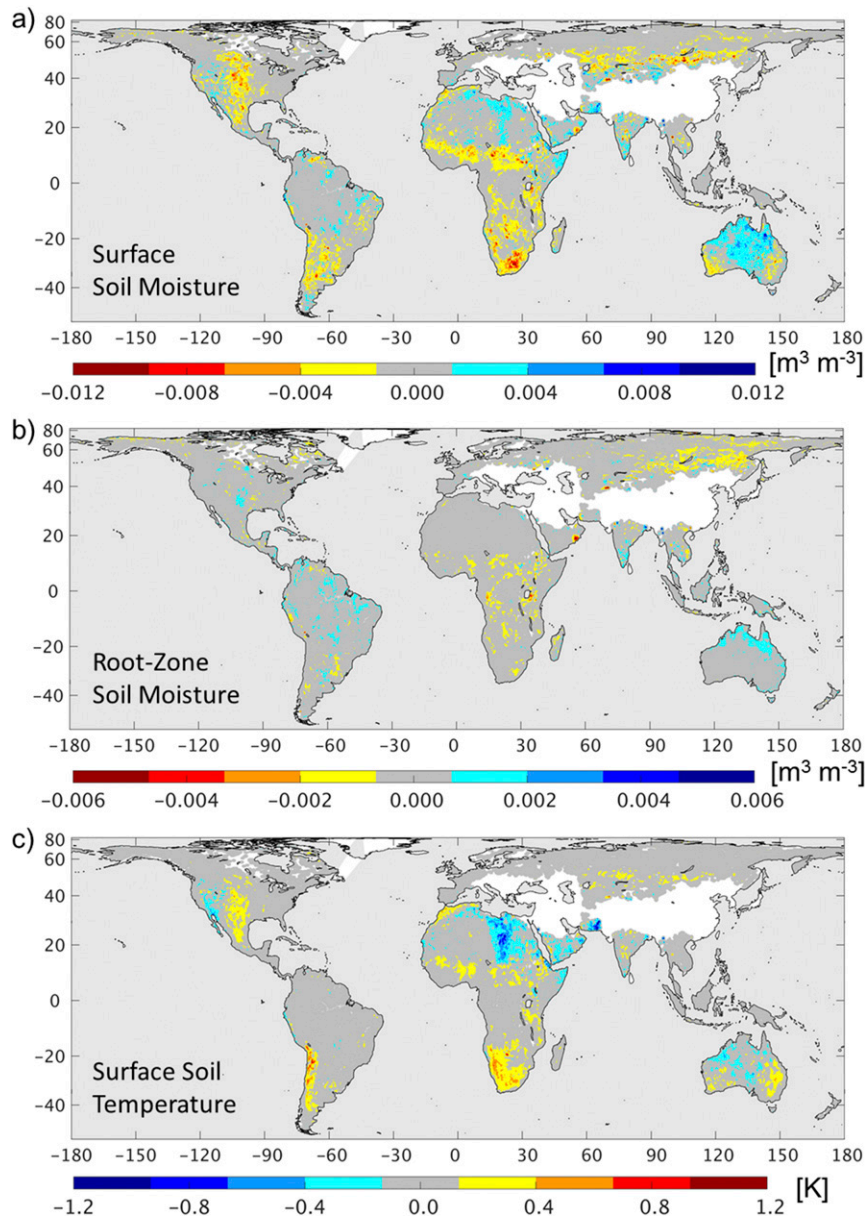 a)
80
60
40
20
0
−20
−40
Surface
Soil Moisture
−180 −150 −120 −90 −60 −30 0 30 60 90 120 150 180
[m³ m⁻³]
−0.012 −0.008 −0.004 0.000 0.004 0.008 0.012
b)
80
60
40
20
0
−20
−40
Root-Zone
Soil Moisture
−180 −150 −120 −90 −60 −30 0 30 60 90 120 150 180
[m³ m⁻³]
−0.006 −0.004 −0.002 0.000 0.002 0.004 0.006
c)
80
60
40
20
0
−20
−40
Surface Soil
Temperature
−180 −150 −120 −90 −60 −30 0 30 60 90 120 150 180
[K]
−1.2 −0.8 −0.4 0.0 0.4 0.8 1.2